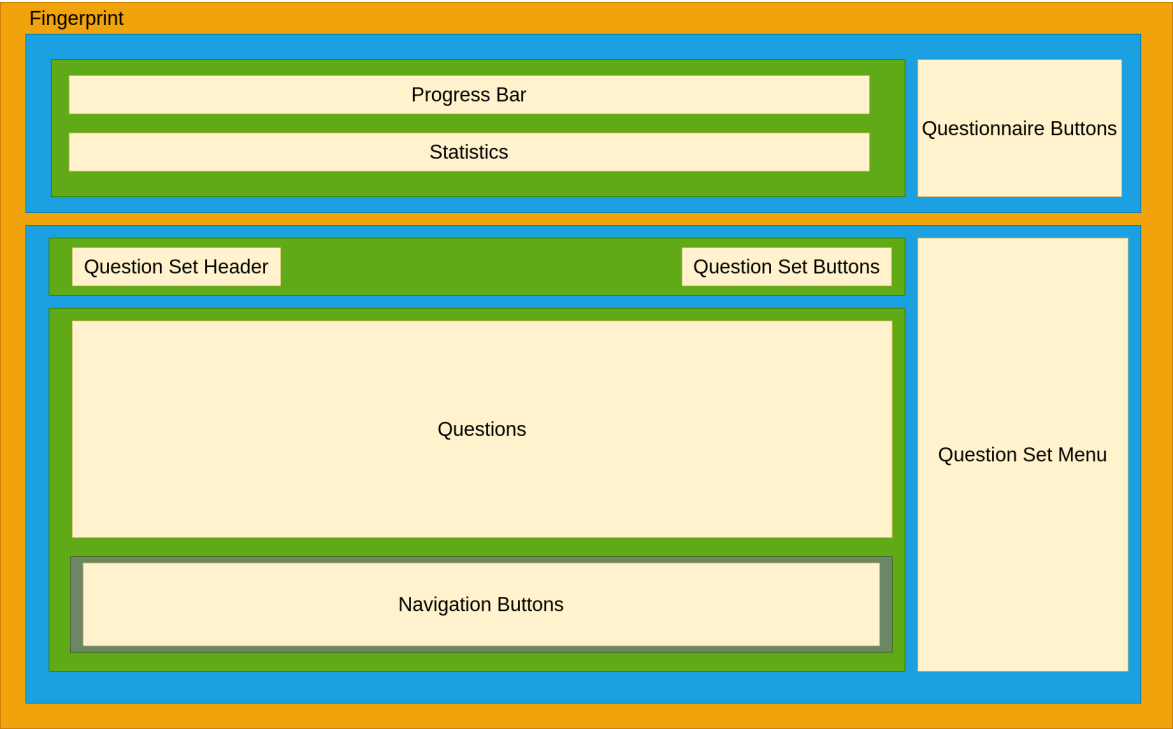 Fingerprint
Progress Bar
Statistics
Questionnaire Buttons
Question Set Header
Question Set Buttons
Questions
Navigation Buttons
Question Set Menu